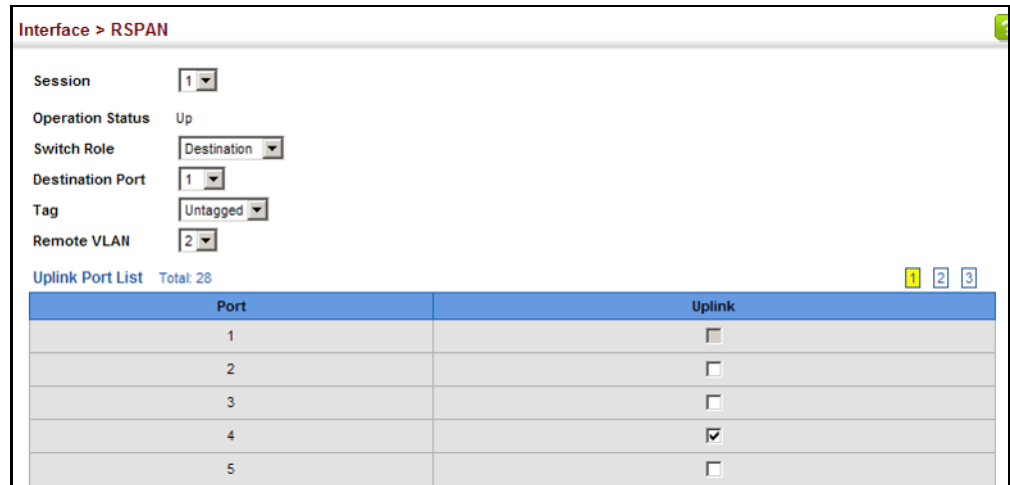 Interface > RSPAN
?
Session 1
Operation Status Up
Switch Role Destination
Destination Port 1
Tag Untagged
Remote VLAN 2
Uplink Port List Total: 28 1 2 3
Port Uplink
1
2
3
4
5